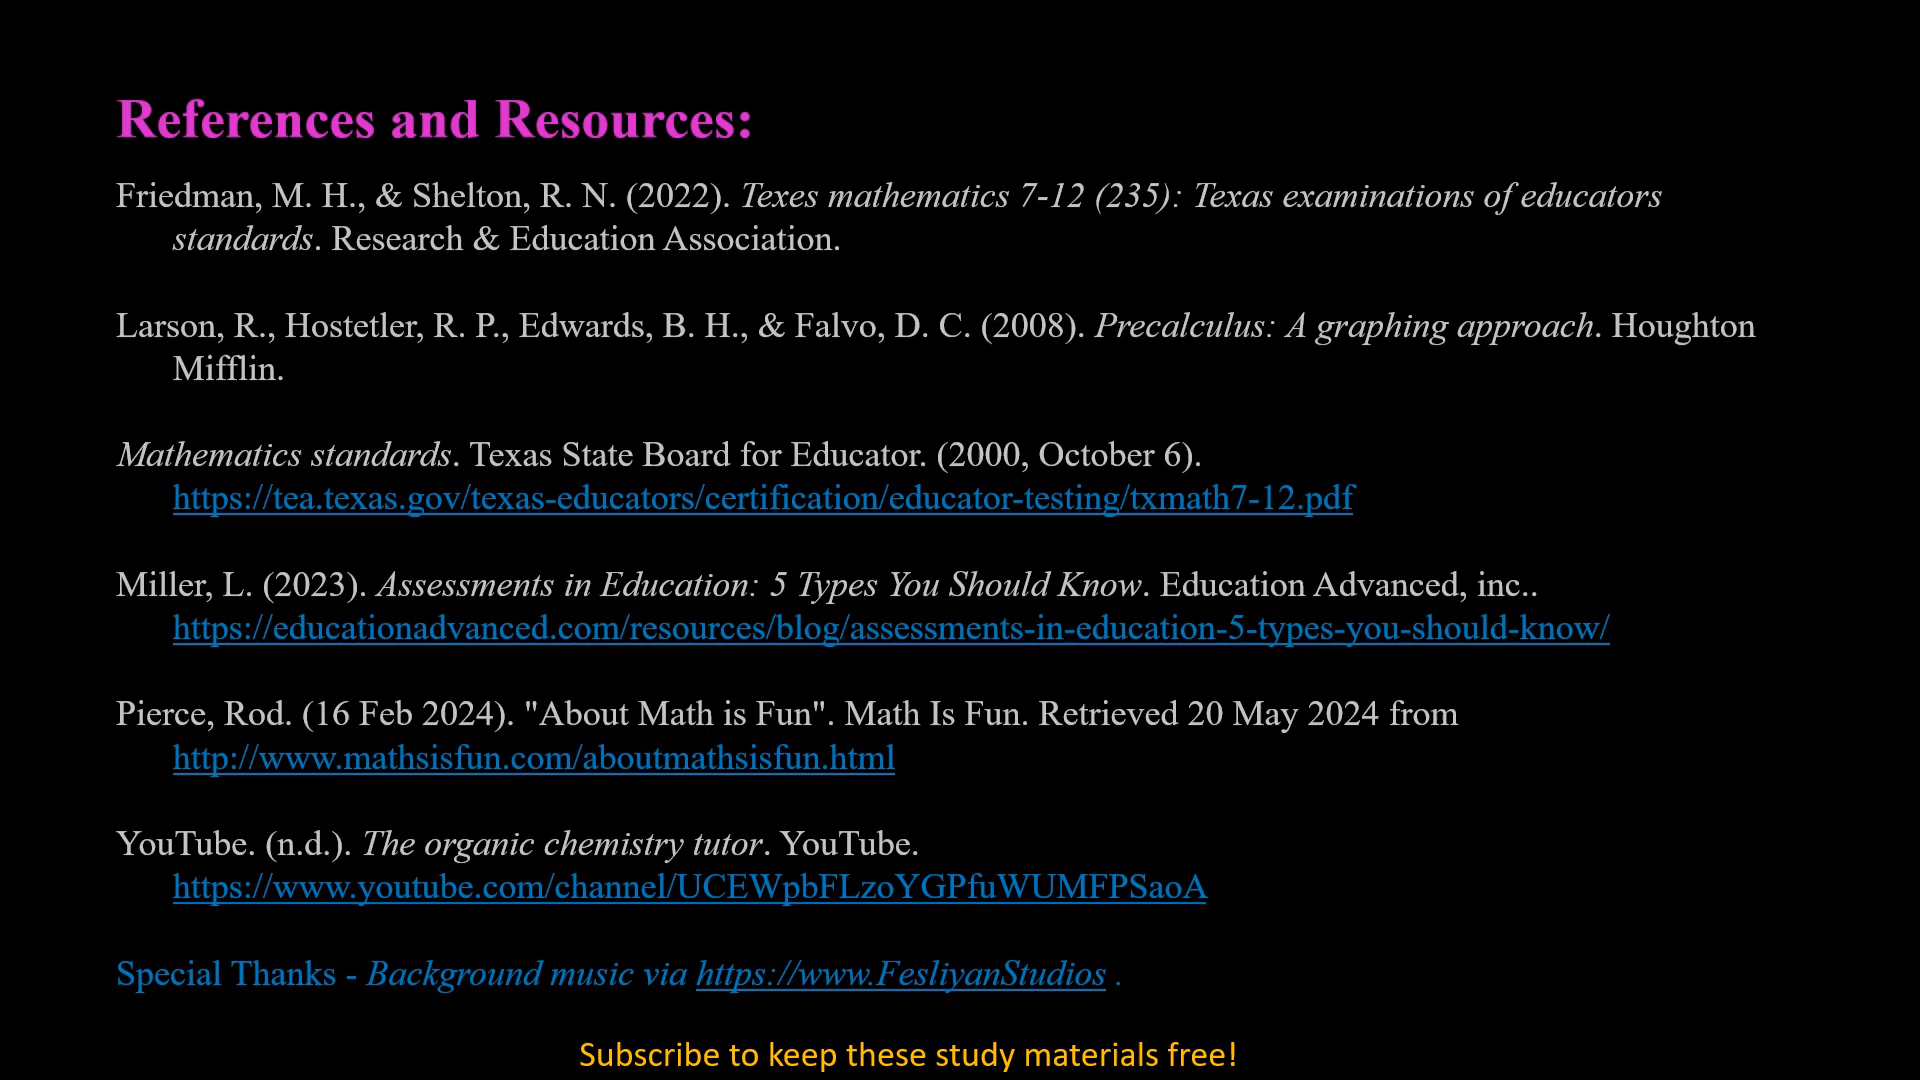 References and Resources:
Friedman, M. H., & Shelton, R. N. (2022). Texes mathematics 7-12 (235): Texas examinations of educators
standards. Research & Education Association.
Larson, R., Hostetler, R. P., Edwards, B. H., & Falvo, D. C. (2008). Precalculus: A graphing approach. Houghton
Mifflin.
Mathematics standards. Texas State Board for Educator. (2000, October 6).
https://tea.texas.gov/texas-educators/certification/educator-testing/txmath7-12.pdf
Miller, L. (2023). Assessments in Education: 5 Types You Should Know. Education Advanced, inc..
https://educationadvanced.com/resources/blog/assessments-in-education-5-types-you-should-know/
Pierce, Rod. (16 Feb 2024). "About Math is Fun". Math Is Fun. Retrieved 20 May 2024 from
http://www.mathsisfun.com/aboutmathsisfun.html
YouTube. (n.d.). The organic chemistry tutor. YouTube.
https://www.youtube.com/channel/UCEWpbFLzoYGPfuWUMFPSaoA
Special Thanks - Background music via https://www.FesliyanStudios .
Subscribe to keep these study materials free!